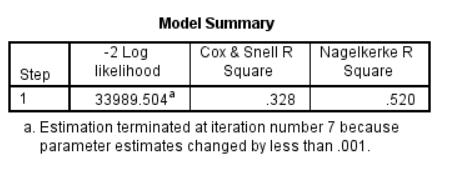 Model Summary
Step -2 Log likelihood Cox & Snell R Square Nagelkerke R Square
1 33989.504a .328 .520
a. Estimation terminated at iteration number 7 because
parameter estimates changed by less than .001.